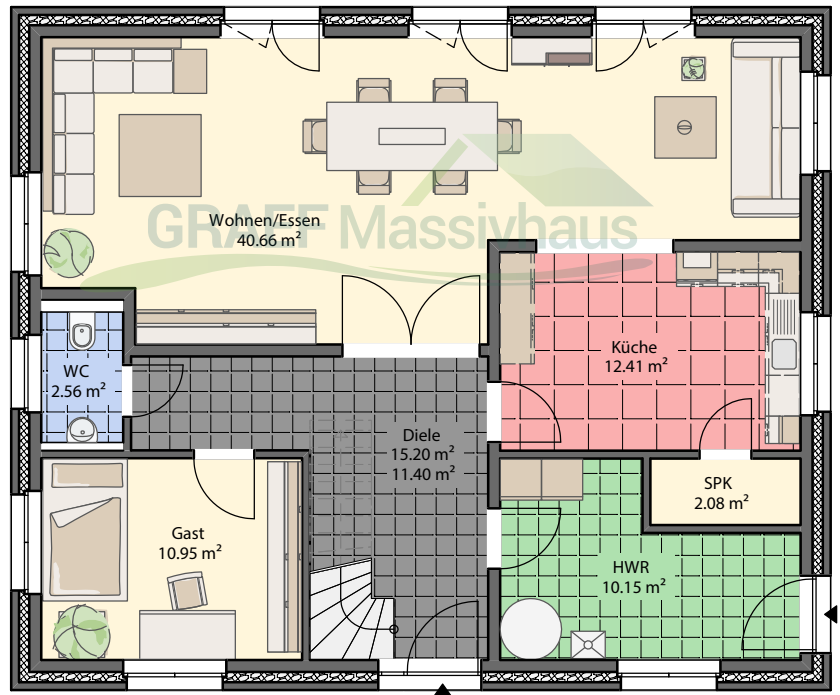 GRAFF Massivhaus
Wohnen/Essen
40.66 m²
Küche
12.41 m²
WC
2.56 m²
Diele
15.20 m²
11.40 m²
SPK
2.08 m²
Gast
10.95 m²
HWR
10.15 m²